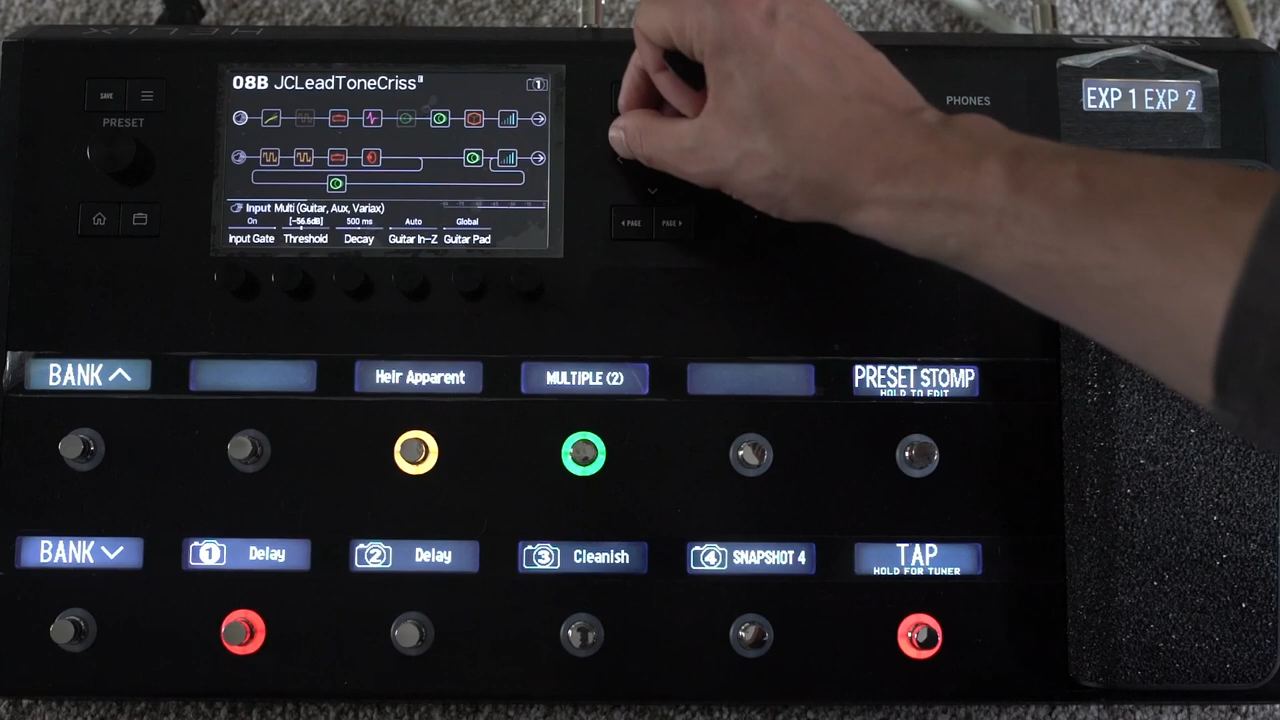 HELIX
08B JCLeadToneCriss
1
EXP 1 EXP 2
SAVE
PRESET
PHONES
Input Multi (Guitar, Aux, Variax)
On [-56.6dB] 500 ms Auto Global
Input Gate Threshold Decay Guitar In-Z Guitar Pad
PAGE PAGE
BANK
Heir Apparent
MULTIPLE (2)
PRESET STOMP
HOLD TO EDIT
BANK
1 Delay
2 Delay
3 Cleanish
4 SNAPSHOT 4
TAP
HOLD FOR TUNER